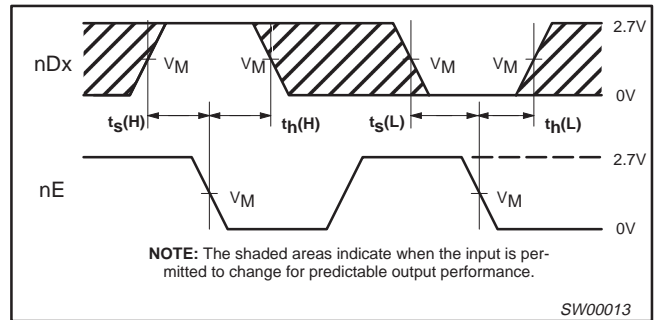 2.7V
nDx
VM VM VM VM
0V
ts(H) th(H) ts(L) th(L)
2.7V
nE
VM VM
0V
NOTE: The shaded areas indicate when the input is per-
mitted to change for predictable output performance.
SW00013